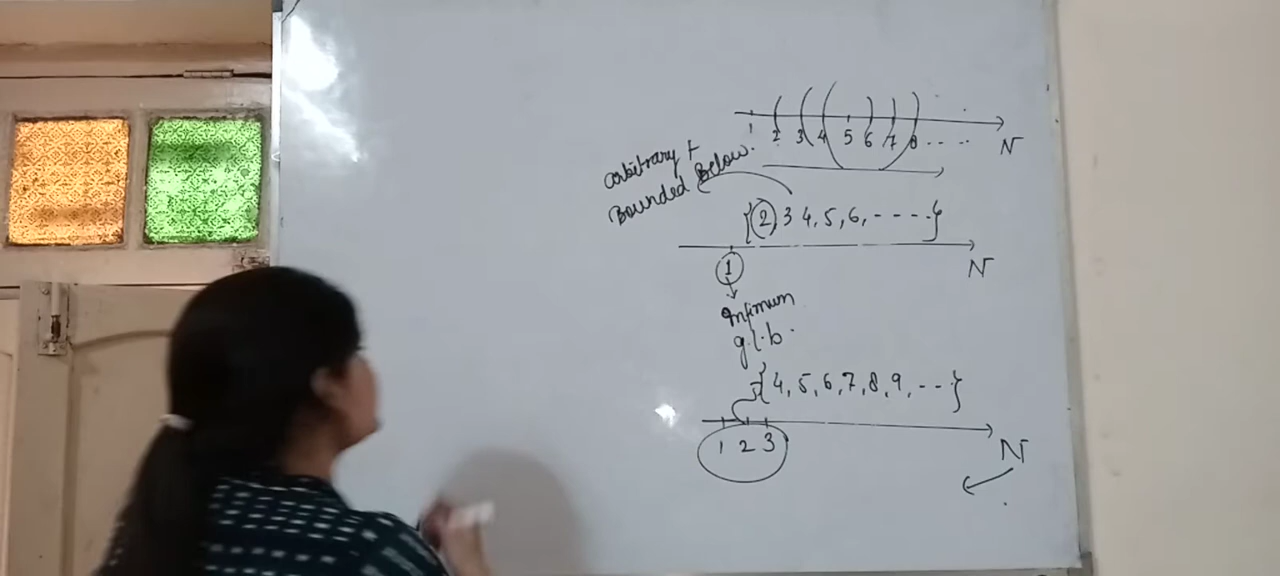 1 2 3 4 5 6 7 8 .... N
arbitrary +
Bounded Below.
{2, 3 4, 5, 6, - - - -}
1 N
Infimum
g.l.b.
{4, 5, 6, 7, 8, 9, - - -}
1 2 3 N